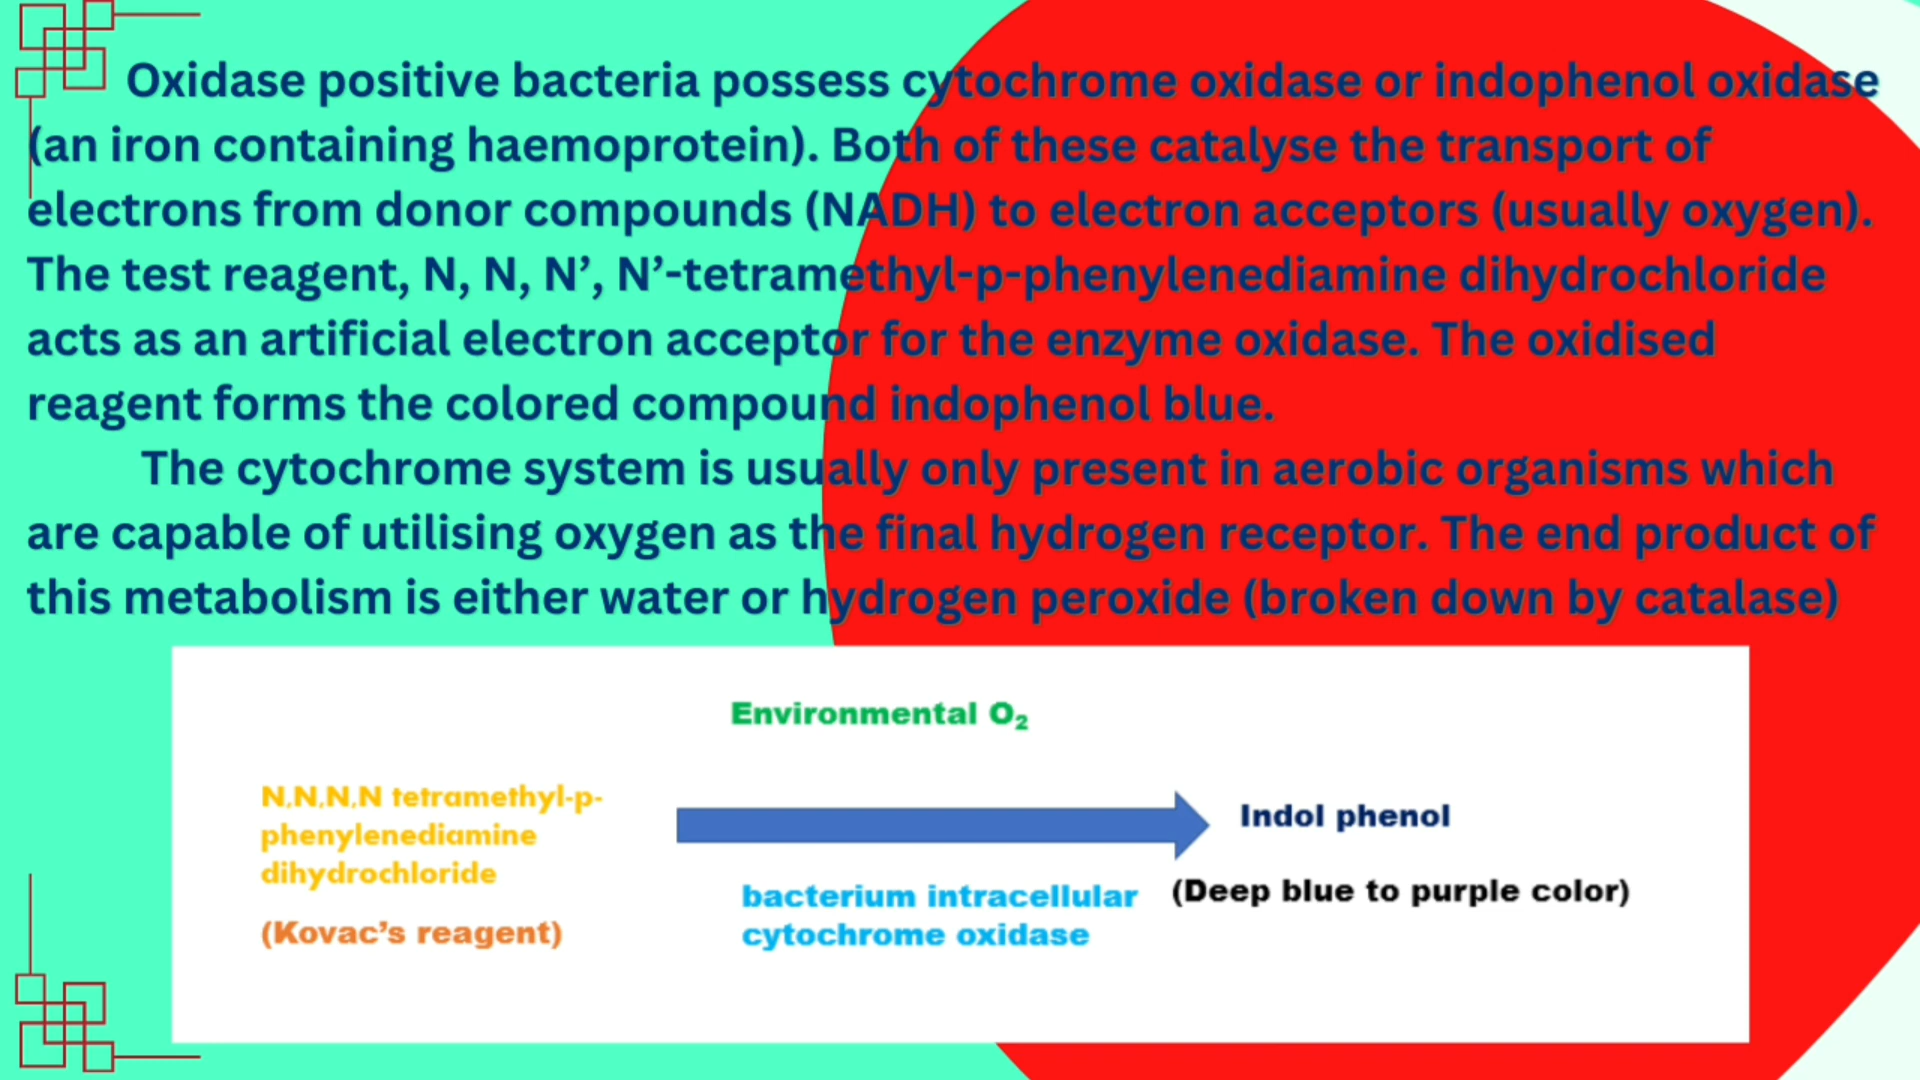 Oxidase positive bacteria possess cytochrome oxidase or indophenol oxidase
(an iron containing haemoprotein). Both of these catalyse the transport of
electrons from donor compounds (NADH) to electron acceptors (usually oxygen).
The test reagent, N, N, N’, N’-tetramethyl-p-phenylenediamine dihydrochloride
acts as an artificial electron acceptor for the enzyme oxidase. The oxidised
reagent forms the colored compound indophenol blue.
The cytochrome system is usually only present in aerobic organisms which
are capable of utilising oxygen as the final hydrogen receptor. The end product of
this metabolism is either water or hydrogen peroxide (broken down by catalase)
Environmental O₂
N,N,N,N tetramethyl-p-
phenylenediamine
dihydrochloride
(Kovac’s reagent)
bacterium intracellular
cytochrome oxidase
Indol phenol
(Deep blue to purple color)